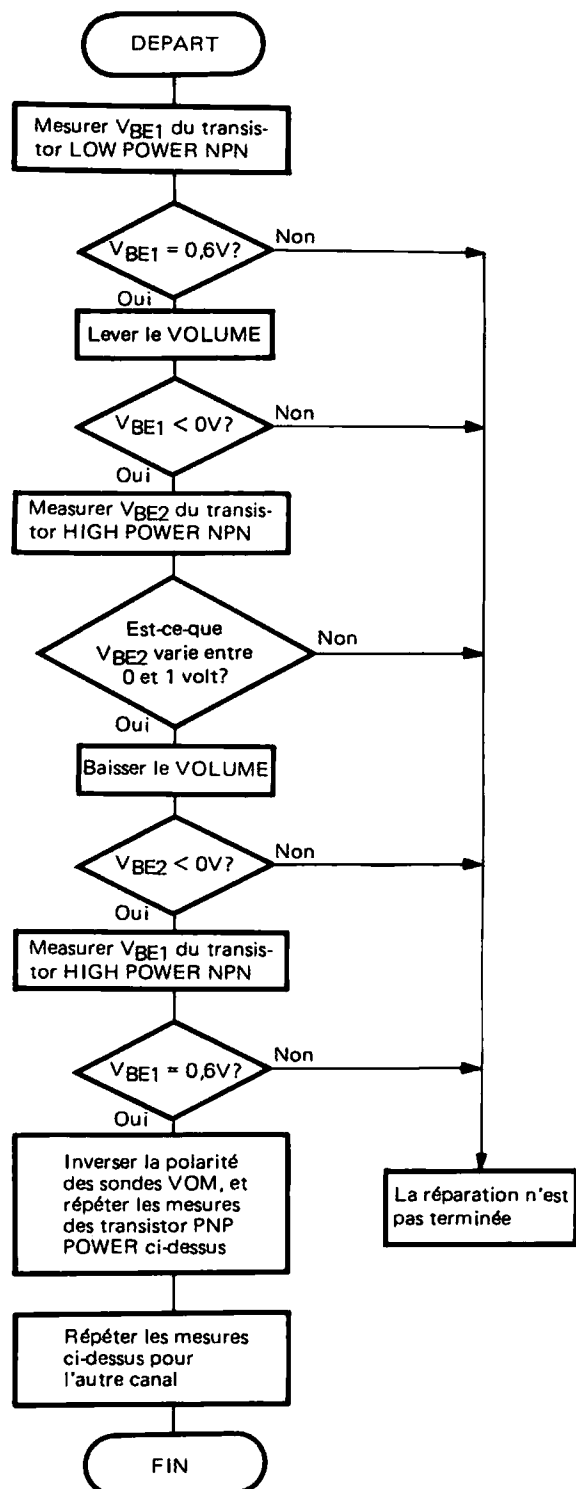 DEPART
Mesurer VBE1 du transis-
tor LOW POWER NPN
VBE1 = 0,6V?
Non
Oui
Lever le VOLUME
VBE1 < 0V?
Non
Oui
Measurer VBE2 du transis-
tor HIGH POWER NPN
Est-ce-que
VBE2 varie entre
0 et 1 volt?
Non
Oui
Baisser le VOLUME
VBE2 < 0V?
Non
Oui
Measurer VBE1 du transis-
tor HIGH POWER NPN
VBE1 = 0,6V?
Non
Oui
Inverser la polarité
des sondes VOM, et
répéter les mesures
des transistor PNP
POWER ci-dessus
La réparation n'est
pas terminée
Répéter les mesures
ci-dessus pour
l'autre canal
FIN